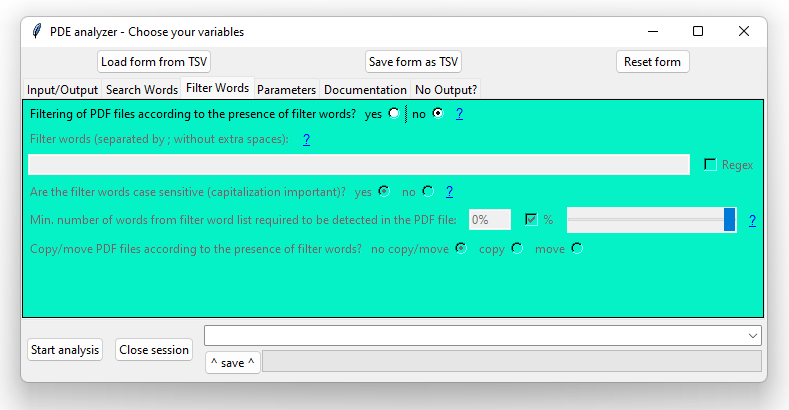 PDE analyzer - Choose your variables
Load form from TSV Save form as TSV Reset form
Input/Output Search Words Filter Words Parameters Documentation No Output?
Filtering of PDF files according to the presence of filter words? yes no ?
Filter words (separated by ; without extra spaces): ?
Regex
Are the filter words case sensitive (capitalization important)? yes no ?
Min. number of words from filter word list required to be detected in the PDF file: 0% % ?
Copy/move PDF files according to the presence of filter words? no copy/move copy move
Start analysis Close session
^ save ^